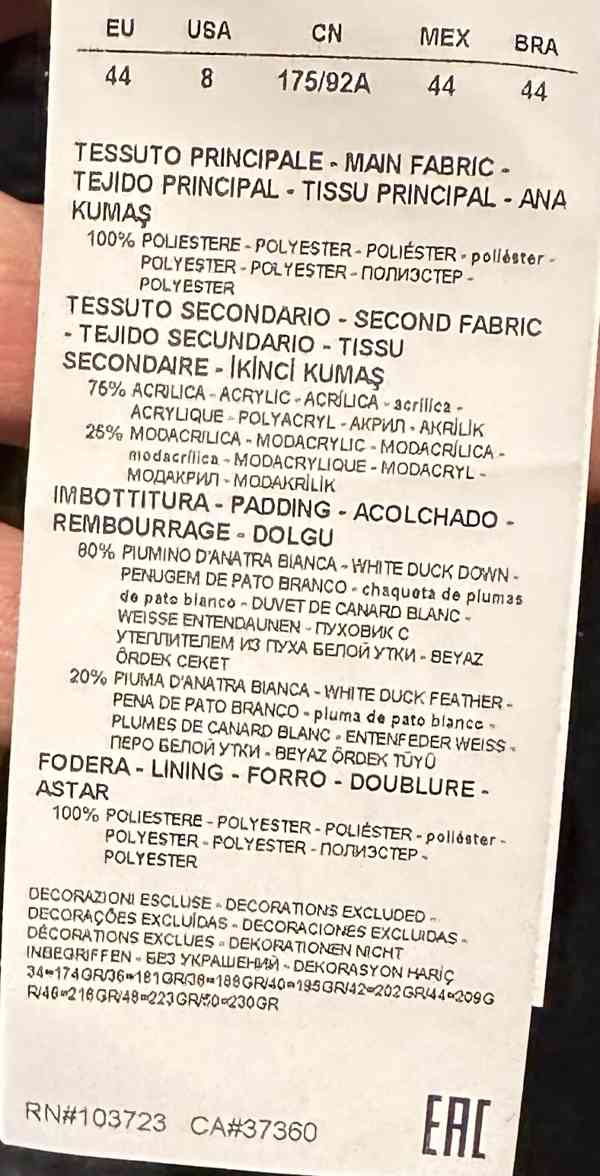 EU USA CN MEX BRA
44 8 175/92A 44 44
TESSUTO PRINCIPALE - MAIN FABRIC -
TEJIDO PRINCIPAL - TISSU PRINCIPAL - ANA
KUMAŞ
100% POLIESTERE - POLYESTER - POLIÉSTER - poliéster -
POLYESTER - POLYESTER - ПОЛИЭСТЕР -
POLYESTER
TESSUTO SECONDARIO - SECOND FABRIC
- TEJIDO SECUNDARIO - TISSU
SECONDAIRE - İKİNCİ KUMAŞ
75% ACRILICA - ACRYLIC - ACRÍLICA - acrílica -
ACRYLIQUE - POLYACRYL - АКРИЛ - AKRİLİK
25% MODACRILICA - MODACRYLIC - MODACRÍLICA -
modacrílica - MODACRYLIQUE - MODACRYL -
МОДАКРИЛ - MODAKRİLİK
IMBOTTITURA - PADDING - ACOLCHADO -
REMBOURRAGE - DOLGU
80% PIUMINO D'ANATRA BIANCA - WHITE DUCK DOWN -
PENUGEM DE PATO BRANCO - chaqueta de plumas
de pato blanco - DUVET DE CANARD BLANC -
WEISSE ENTENDAUNEN - ПУХОВИК С
УТЕПЛИТЕЛЕМ ИЗ ПУХА БЕЛОЙ УТКИ - BEYAZ
ÖRDEK CEKET
20% PIUMA D'ANATRA BIANCA - WHITE DUCK FEATHER -
PENA DE PATO BRANCO - pluma de pato blanco -
PLUMES DE CANARD BLANC - ENTENFEDER WEISS -
ПЕРО БЕЛОЙ УТКИ - BEYAZ ÖRDEK TÜYÜ
FODERA - LINING - FORRO - DOUBLURE -
ASTAR
100% POLIESTERE - POLYESTER - POLIÉSTER - poliéster -
POLYESTER - POLYESTER - ПОЛИЭСТЕР -
POLYESTER
DECORAZIONI ESCLUSE - DECORATIONS EXCLUDED -
DECORAÇÕES EXCLUÍDAS - DECORACIONES EXCLUIDAS -
DÉCORATIONS EXCLUES - DEKORATIONEN NICHT
INBEGRIFFEN - БЕЗ УКРАШЕНИЙ - DEKORASYON HARİÇ
34=174GR/36=181GR/38=188GR/40=195GR/42=202GR/44=209G
R/46=216GR/48=223GR/50=230GR
RN#103723 CA#37360
EAC